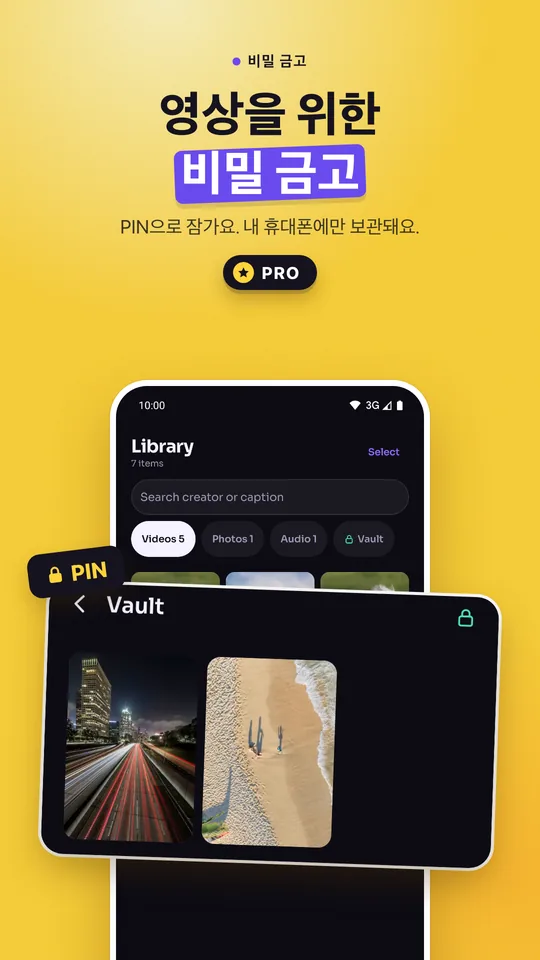 비밀 금고
영상을 위한
비밀 금고
PIN으로 잠가요. 내 휴대폰에만 보관돼요.
PRO
10:00
3G
Library
7 items
Select
Search creator or caption
Videos 5
Photos 1
Audio 1
Vault
PIN
Vault